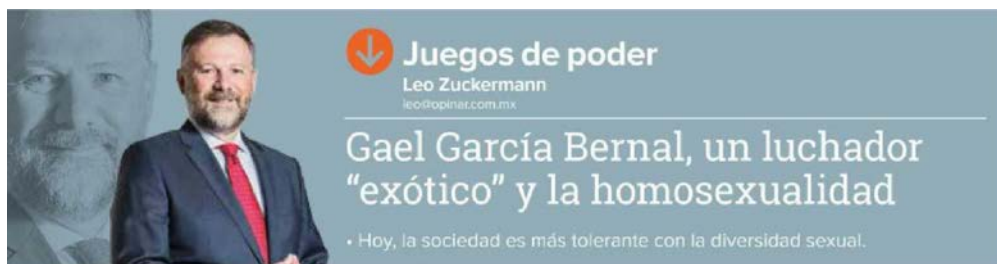 Juegos de poder
Leo Zuckermann
leo@opinar.com.mx
Gael García Bernal, un luchador
“exótico” y la homosexualidad
• Hoy, la sociedad es más tolerante con la diversidad sexual.